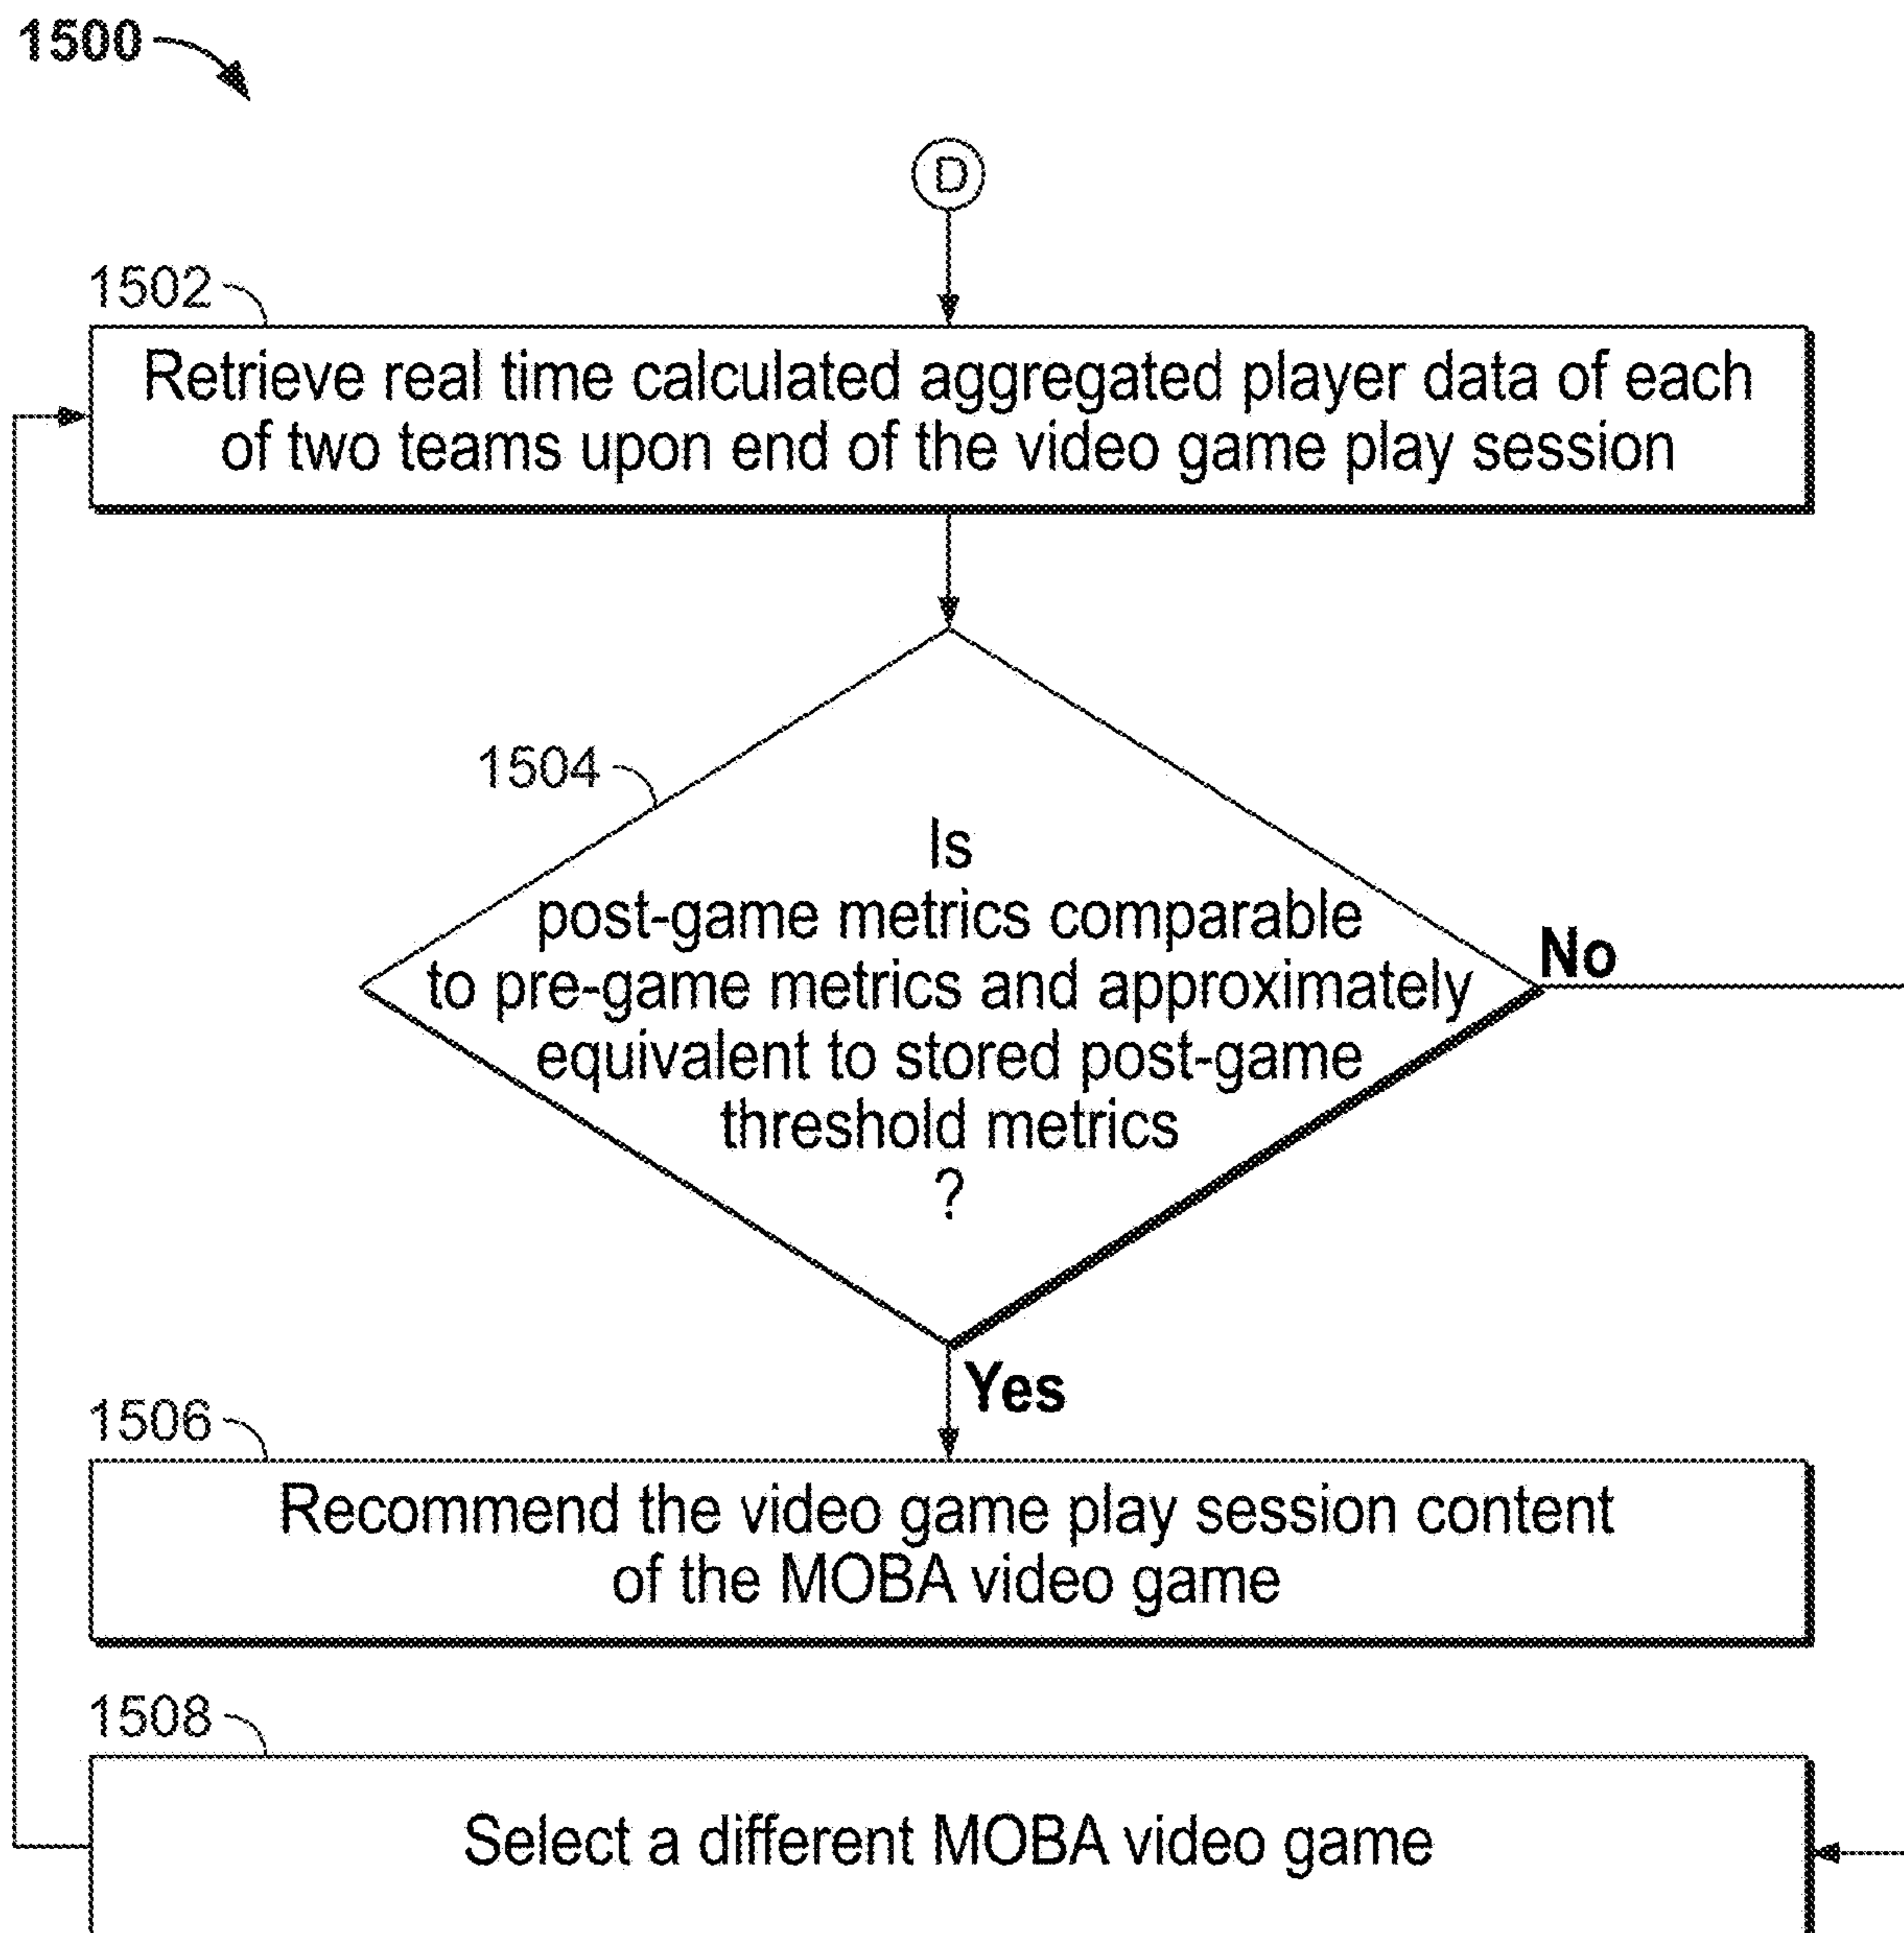 1500
D
1502
Retrieve real time calculated aggregated player data of each
of two teams upon end of the video game play session
1504
Is
post-game metrics comparable
to pre-game metrics and approximately
equivalent to stored post-game
threshold metrics
?
No
Yes
1506
Recommend the video game play session content
of the MOBA video game
1508
Select a different MOBA video game